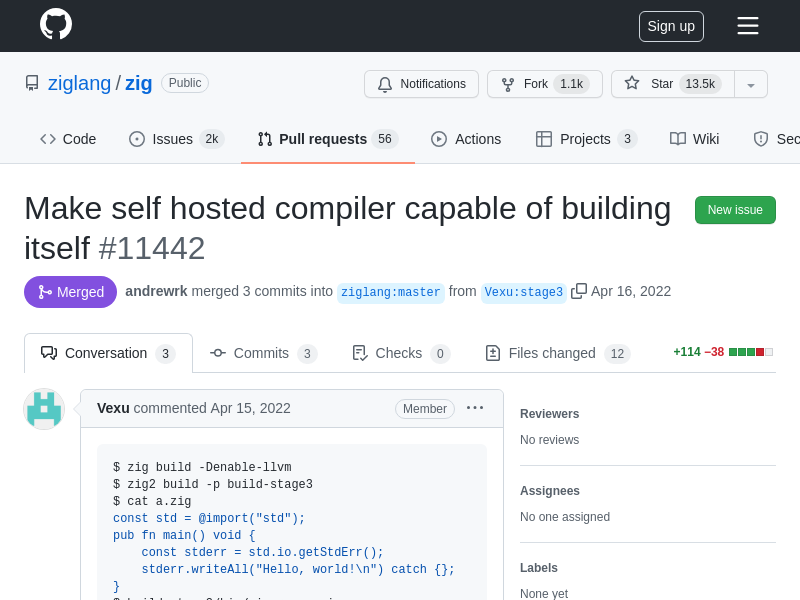 Sign up
ziglang / zig Public
Notifications Fork 1.1k Star 13.5k
Code Issues 2k Pull requests 56 Actions Projects 3 Wiki Sec
Make self hosted compiler capable of building
itself #11442
New issue
Merged andrewrk merged 3 commits into ziglang:master from Vexu:stage3 Apr 16, 2022
Conversation 3 Commits 3 Checks 0 Files changed 12 +114 −38
Vexu commented Apr 15, 2022 Member
$ zig build -Denable-llvm
$ zig2 build -p build-stage3
$ cat a.zig
const std = @import("std");
pub fn main() void {
    const stderr = std.io.getStdErr();
    stderr.writeAll("Hello, world!\n") catch {};
}
Reviewers
No reviews
Assignees
No one assigned
Labels
None yet